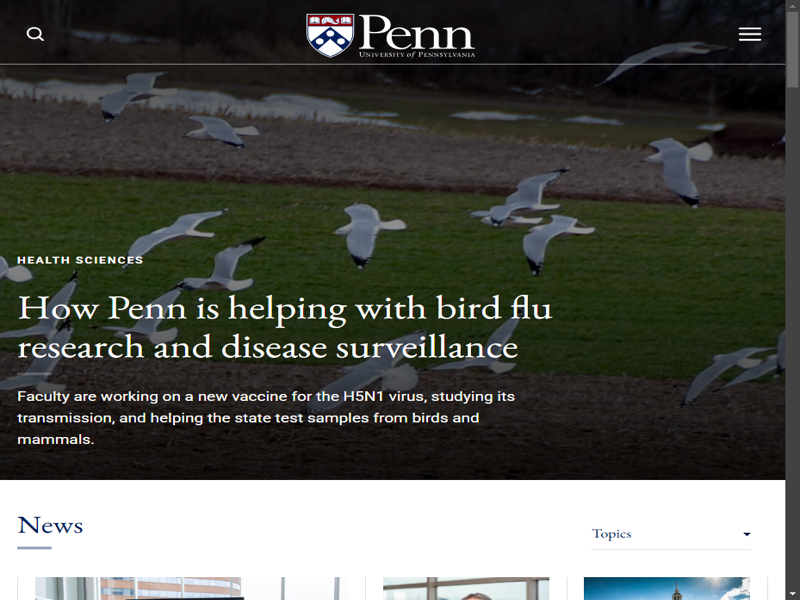 Penn
UNIVERSITY of PENNSYLVANIA
HEALTH SCIENCES
How Penn is helping with bird flu
research and disease surveillance
Faculty are working on a new vaccine for the H5N1 virus, studying its
transmission, and helping the state test samples from birds and
mammals.
News
Topics